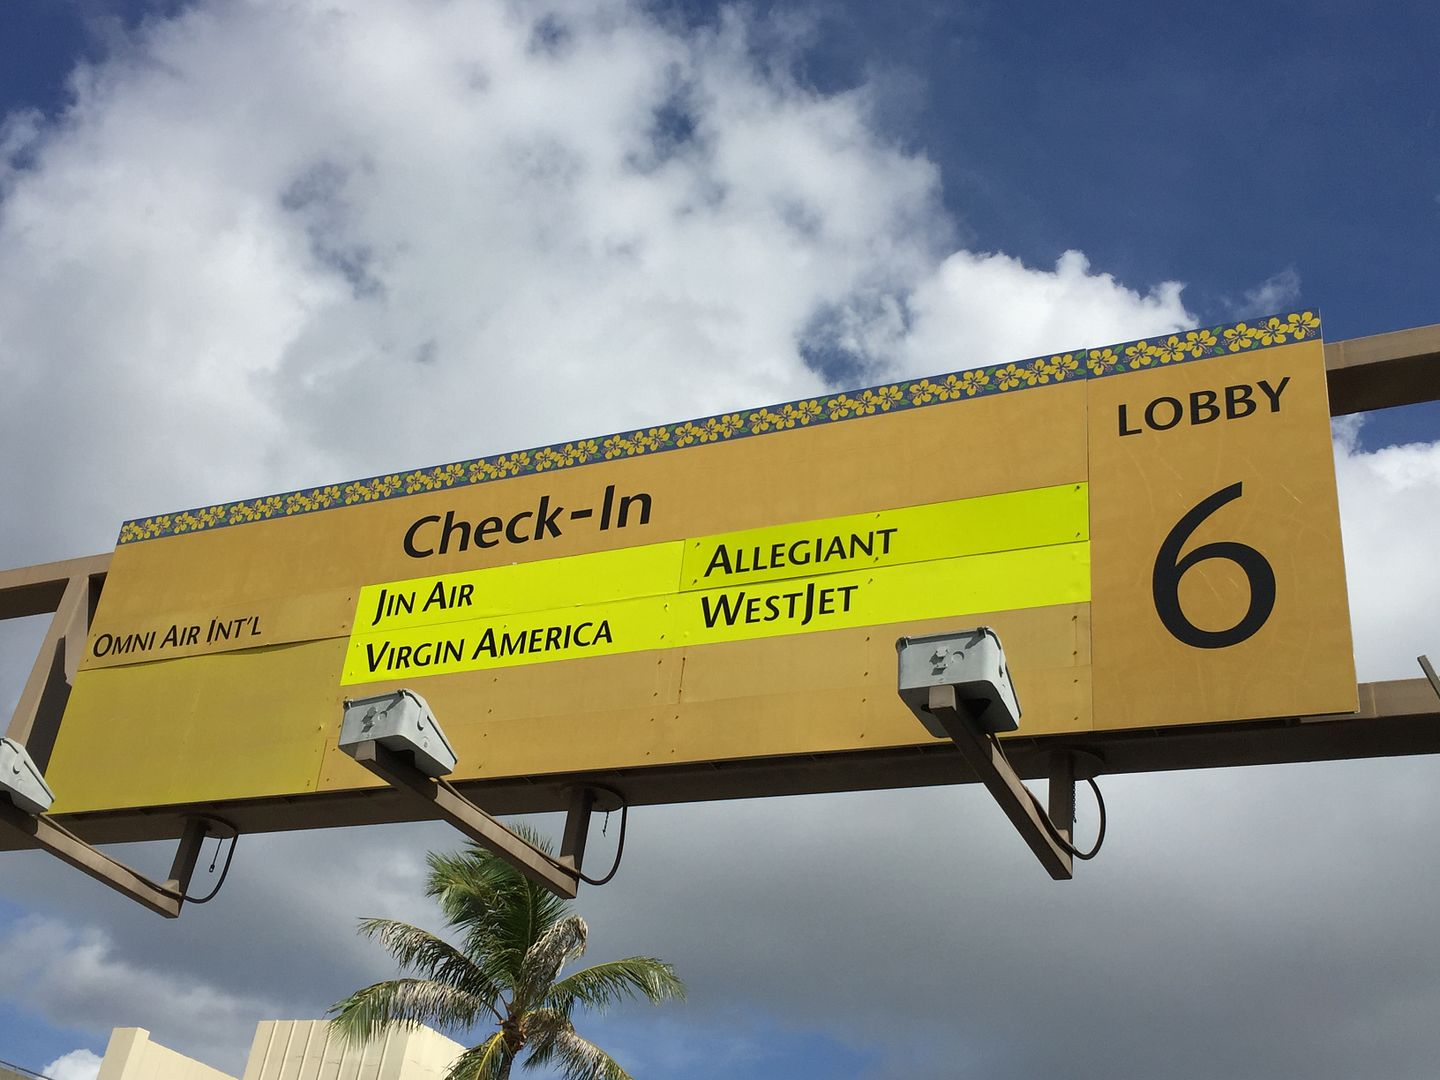 Check-In
LOBBY
6
OMNI AIR INT'L
JIN AIR
ALLEGIANT
VIRGIN AMERICA
WESTJET